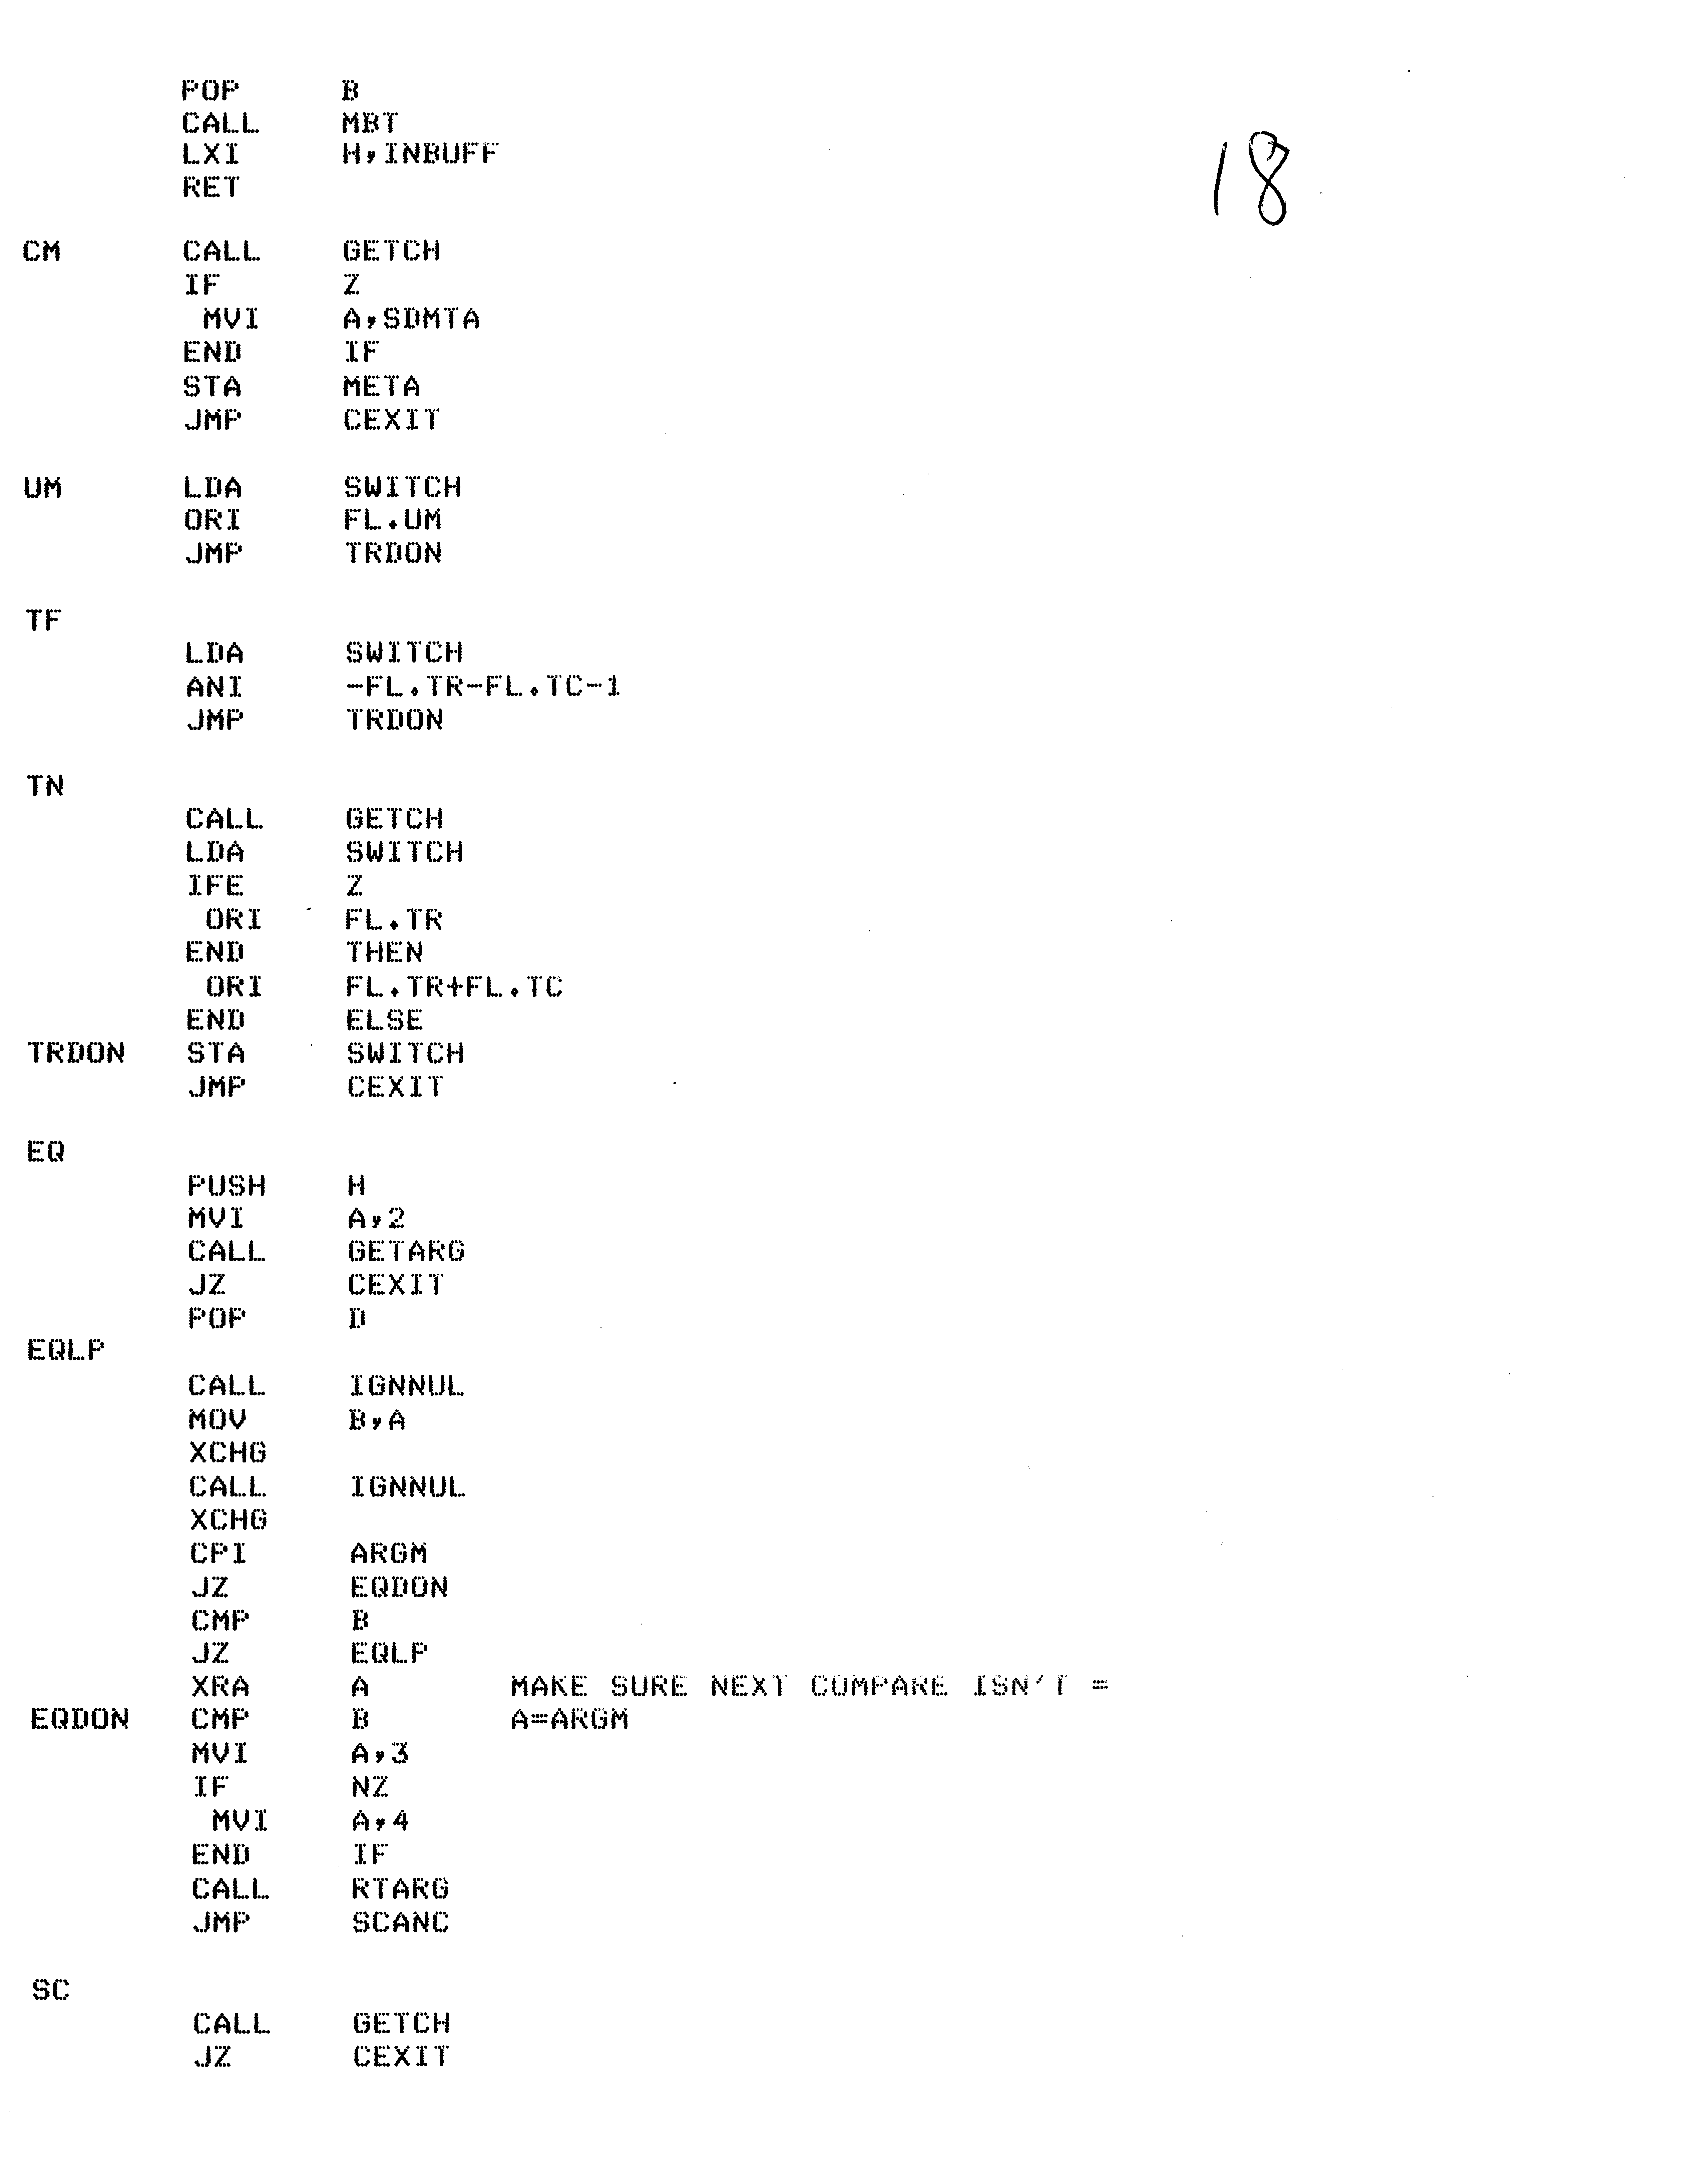 POP B
CALL MBT
LXI H,INBUFF
18
RET
CM CALL GETCH
IF Z
MVI A,SDMTA
END IF
STA META
JMP CEXIT
UM LDA SWITCH
ORI FL.UM
JMP TRDON
TF
LDA SWITCH
ANI -FL.TR-FL.TC-1
JMP TRDON
TN
CALL GETCH
LDA SWITCH
IFE Z
ORI FL.TR
END THEN
ORI FL.TR+FL.TC
END ELSE
TRDON STA SWITCH
JMP CEXIT
EQ
PUSH H
MVI A,2
CALL GETARG
JZ CEXIT
POP D
EQLP
CALL IGNNUL
MOV B,A
XCHG
CALL IGNNUL
XCHG
CPI ARGM
JZ EQDON
CMP B
JZ EQLP
XRA A MAKE SURE NEXT COMPARE ISN'T =
EQDON CMP B A=ARGM
MVI A,3
IF NZ
MVI A,4
END IF
CALL RTARG
JMP SCANC
SC
CALL GETCH
JZ CEXIT